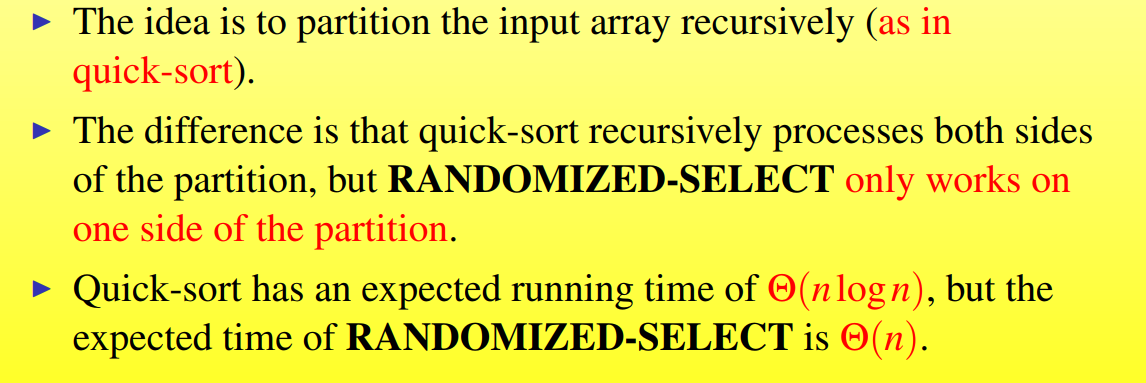 ▶ The idea is to partition the input array recursively (as in
quick-sort).
▶ The difference is that quick-sort recursively processes both sides
of the partition, but RANDOMIZED-SELECT only works on
one side of the partition.
▶ Quick-sort has an expected running time of Θ(n log n), but the
expected time of RANDOMIZED-SELECT is Θ(n).